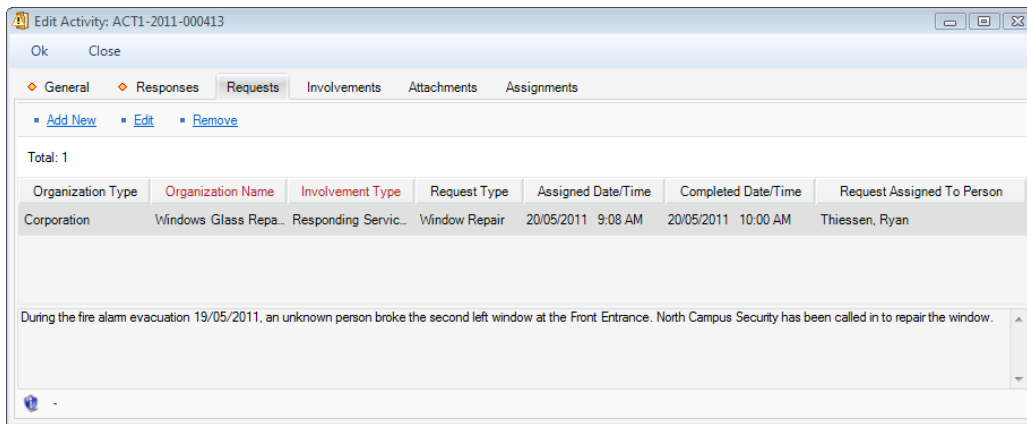 Edit Activity: ACT1-2011-000413
Ok Close
General Responses Requests Involvements Attachments Assignments
Add New Edit Remove
Total: 1
Organization Type Organization Name Involvement Type Request Type Assigned Date/Time Completed Date/Time Request Assigned To Person
Corporation Windows Glass Repa... Responding Servic... Window Repair 20/05/2011 9:08 AM 20/05/2011 10:00 AM Thiessen, Ryan
During the fire alarm evacuation 19/05/2011, an unknown person broke the second left window at the Front Entrance. North Campus Security has been called in to repair the window.
-